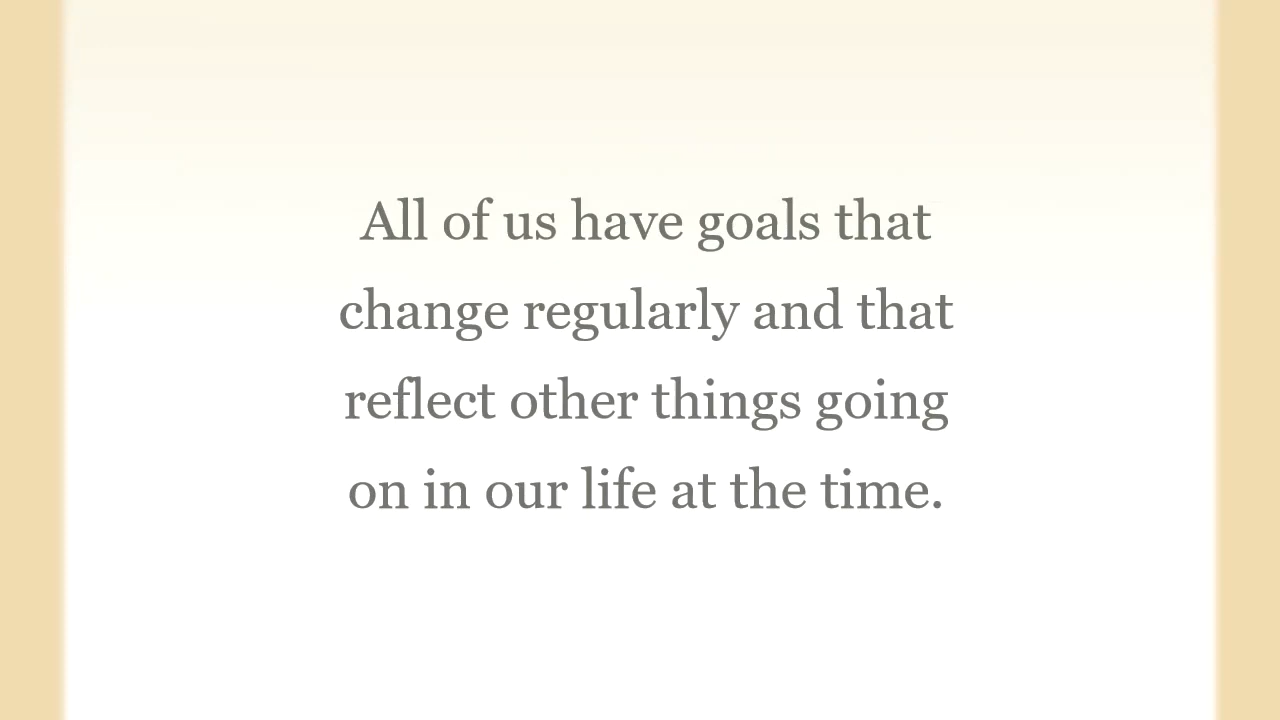 All of us have goals that
change regularly and that
reflect other things going
on in our life at the time.